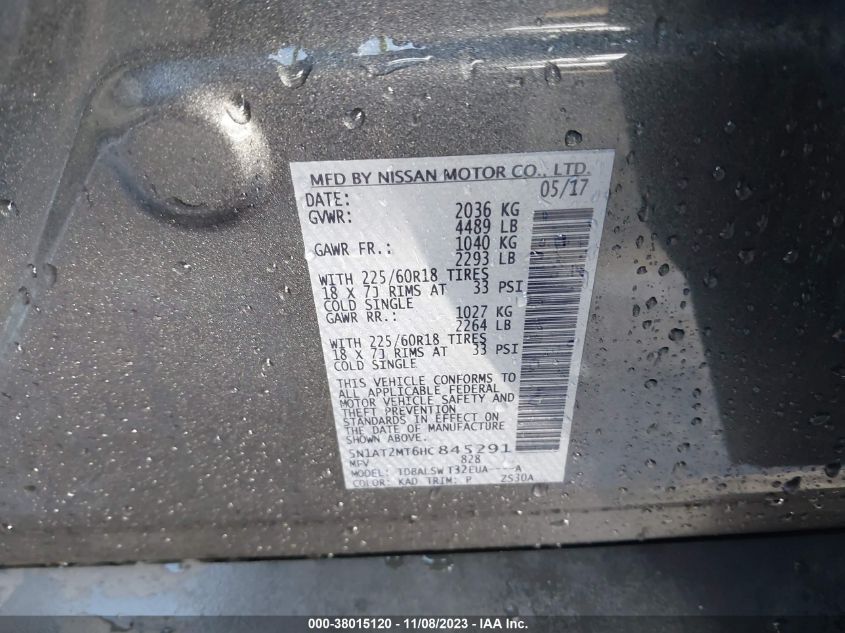 MFD BY NISSAN MOTOR CO., LTD.
DATE: 05/17
GVWR: 2036 KG
4489 LB
GAWR FR.: 1040 KG
2293 LB
WITH 225/60R18 TIRES
18 X 7J RIMS AT 33 PSI
COLD SINGLE
GAWR RR.: 1027 KG
2264 LB
WITH 225/60R18 TIRES
18 X 7J RIMS AT 33 PSI
COLD SINGLE
THIS VEHICLE CONFORMS TO
ALL APPLICABLE FEDERAL
MOTOR VEHICLE SAFETY AND
THEFT PREVENTION
STANDARDS IN EFFECT ON
THE DATE OF MANUFACTURE
SHOWN ABOVE.
5N1AT2MT6HC845291
MPV 828
MODEL: TDBALSWT32EUA----A
COLOR: KAD TRIM: P ZS30A
000-38015120 - 11/08/2023 - IAAI, Inc.